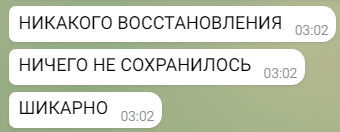 НИКАКОГО ВОССТАНОВЛЕНИЯ 03:02
НИЧЕГО НЕ СОХРАНИЛОСЬ 03:02
ШИКАРНО 03:02